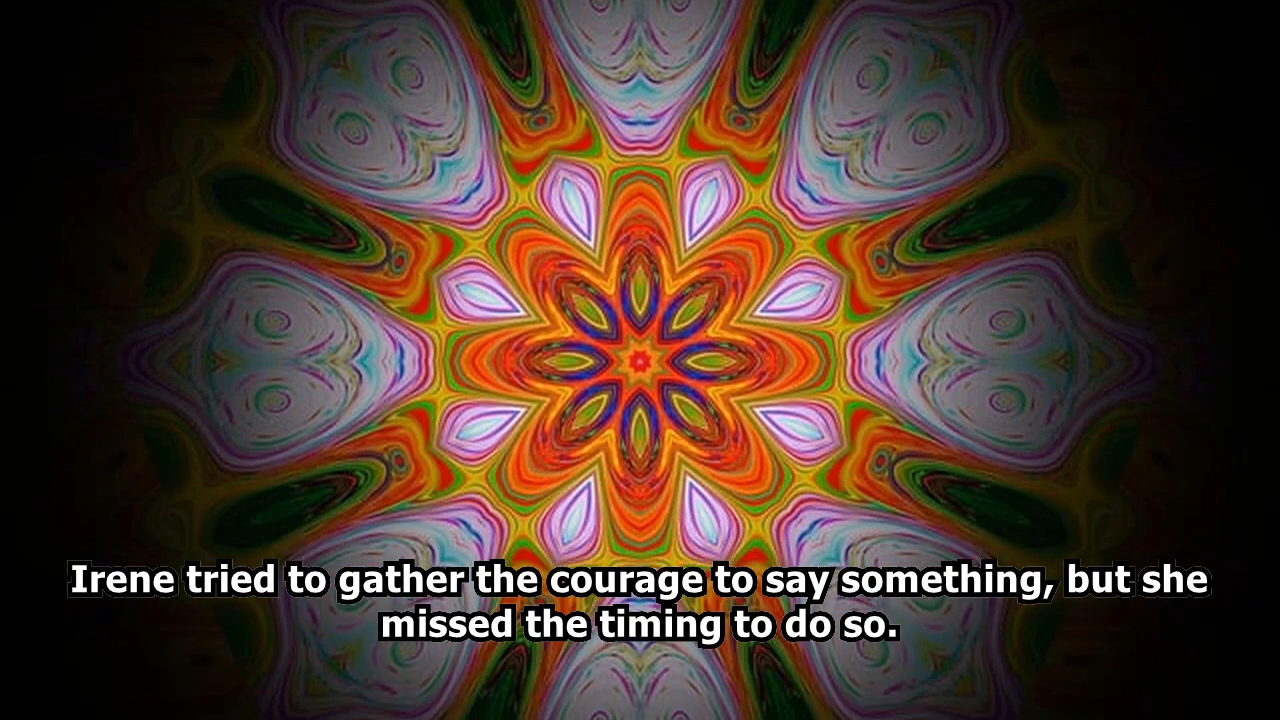 Irene tried to gather the courage to say something, but she
missed the timing to do so.